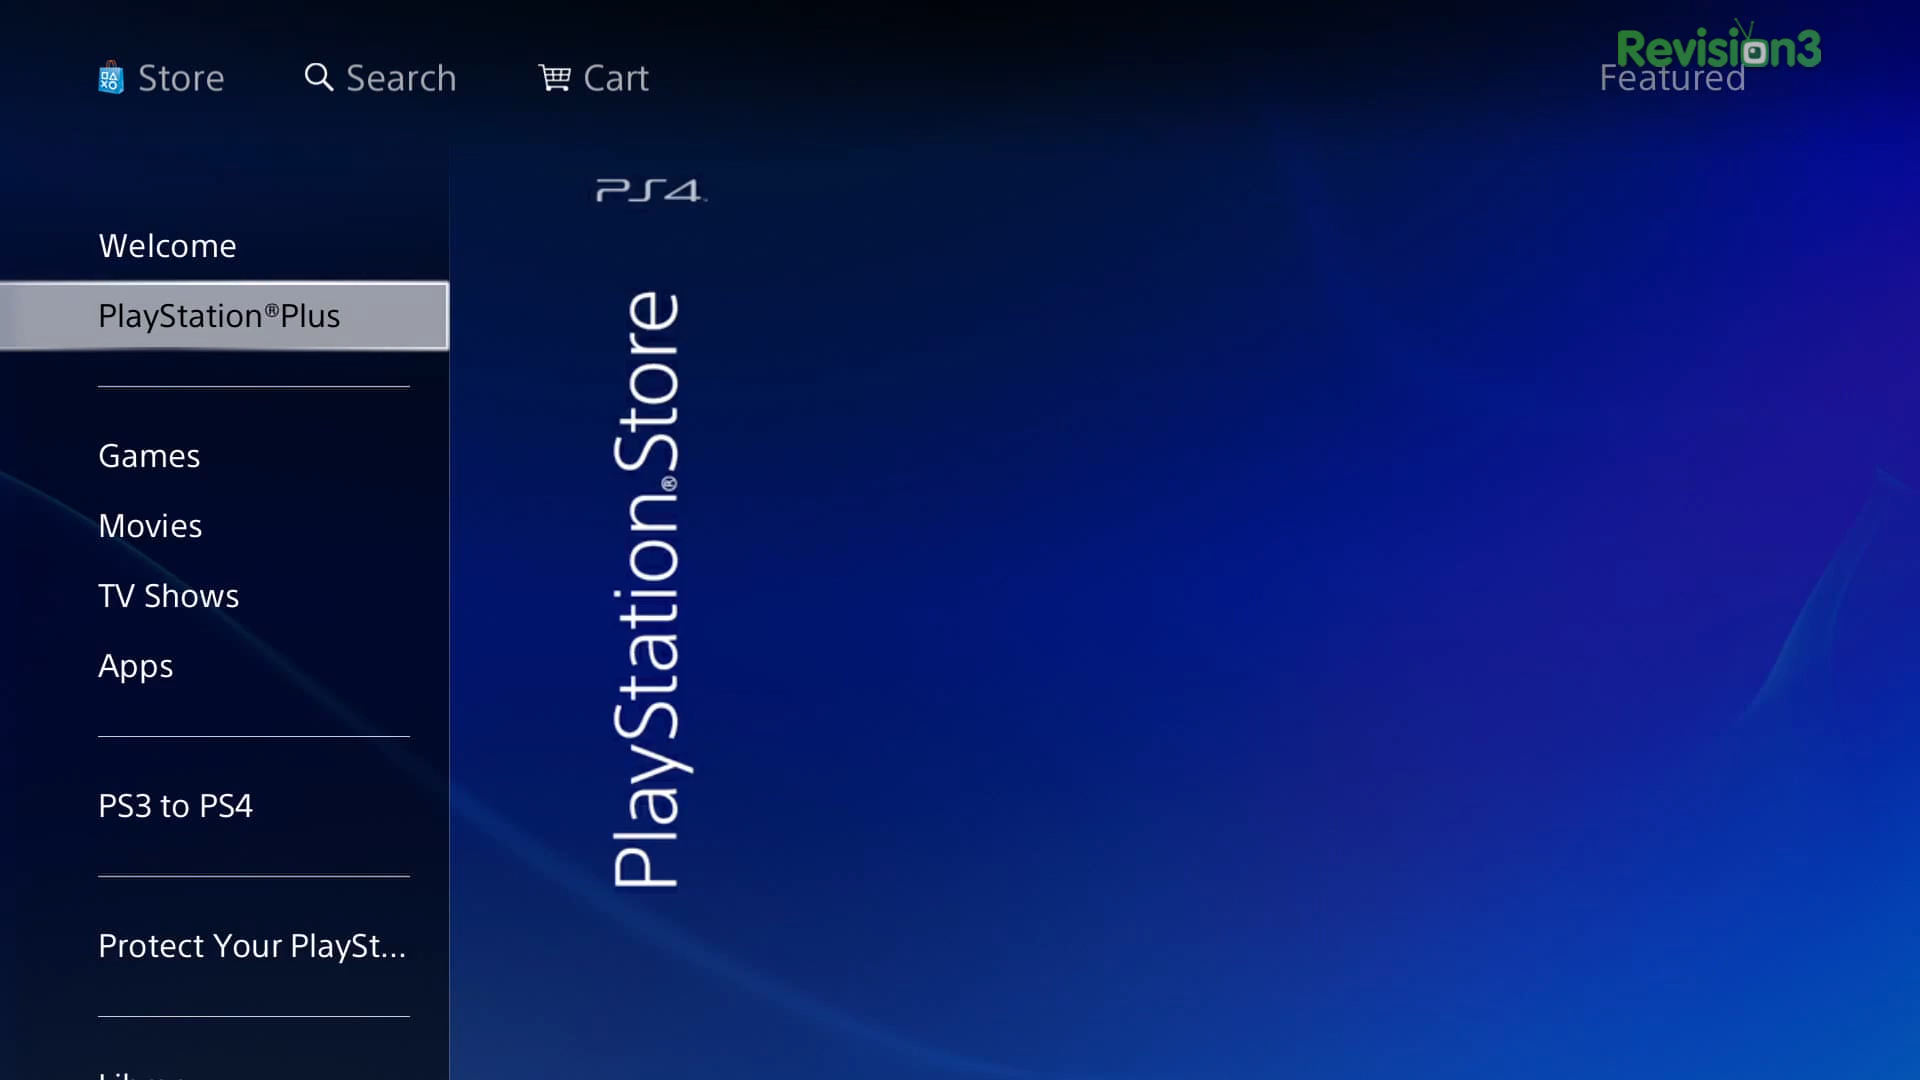 Store
Search
Cart
Revision3
Featured
Welcome
PlayStation®Plus
Games
Movies
TV Shows
Apps
PS3 to PS4
Protect Your PlaySt...
PS4™
PlayStation®Store